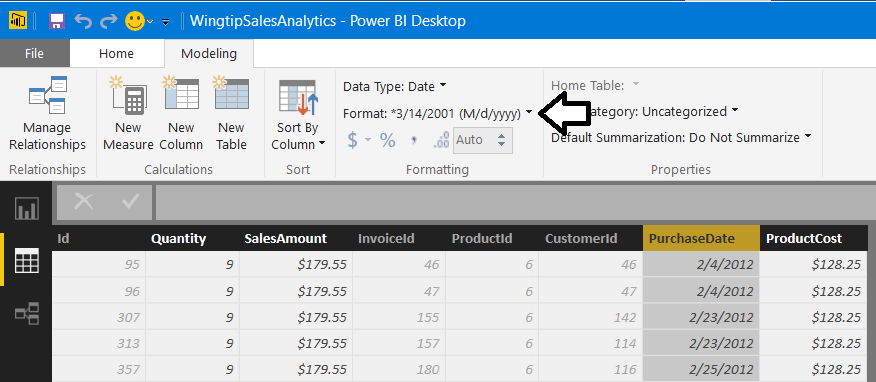 WingtipSalesAnalytics - Power BI Desktop
File Home Modeling
Manage Relationships
New Measure
New Column
New Table
Sort By Column
Data Type: Date
Format: *3/14/2001 (M/d/yyyy)
$ % , .00 Auto
Home Table:
ategory: Uncategorized
Default Summarization: Do Not Summarize
Relationships Calculations Sort Formatting Properties
Id Quantity SalesAmount InvoiceId ProductId CustomerId PurchaseDate ProductCost
95 9 $179.55 46 6 46 2/4/2012 $128.25
96 9 $179.55 47 6 47 2/4/2012 $128.25
307 9 $179.55 155 6 142 2/23/2012 $128.25
313 9 $179.55 157 6 114 2/23/2012 $128.25
357 9 $179.55 180 6 116 2/25/2012 $128.25